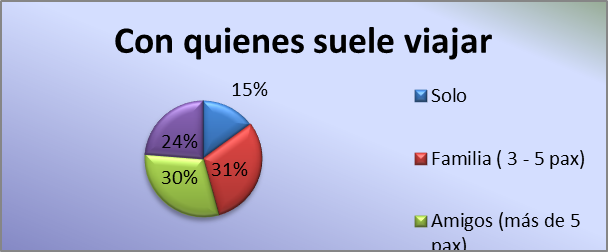 Con quienes suele viajar
15%
Solo
24%
31%
Familia ( 3 - 5 pax)
30%
Amigos (más de 5
pax)